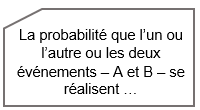 La probabilité que l’un ou
l’autre ou les deux
événements – A et B – se
réalisent …